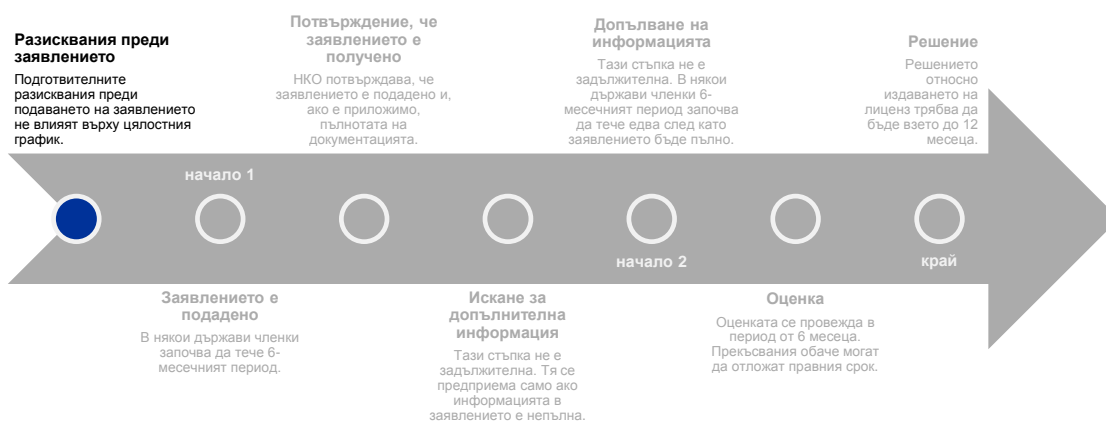 Разисквания преди
заявлението
Подготвителните
разисквания преди
подаването на заявлението
не влияят върху цялостния
график.
Потвърждение, че
заявлението е
получено
НКО потвърждава, че
заявлението е подадено и,
ако е приложимо,
пълнотата на
документацията.
Допълване на
информацията
Тази стъпка не е
задължителна. В някои
държави членки 6-
месечният период започва
да тече едва след като
заявлението бъде пълно.
Решение
Решението
относно
издаването на
лиценз трябва да
бъде взето до 12
месеца.
начало 1
начало 2
край
Заявлението е
подадено
В някои държави членки
започва да тече 6-
месечният период.
Искане за
допълнителна
информация
Тази стъпка не е
задължителна. Тя се
предприема само ако
информацията в
заявлението е непълна.
Оценка
Оценката се провежда в
период от 6 месеца.
Прекъсвания обаче могат
да отложат правния срок.